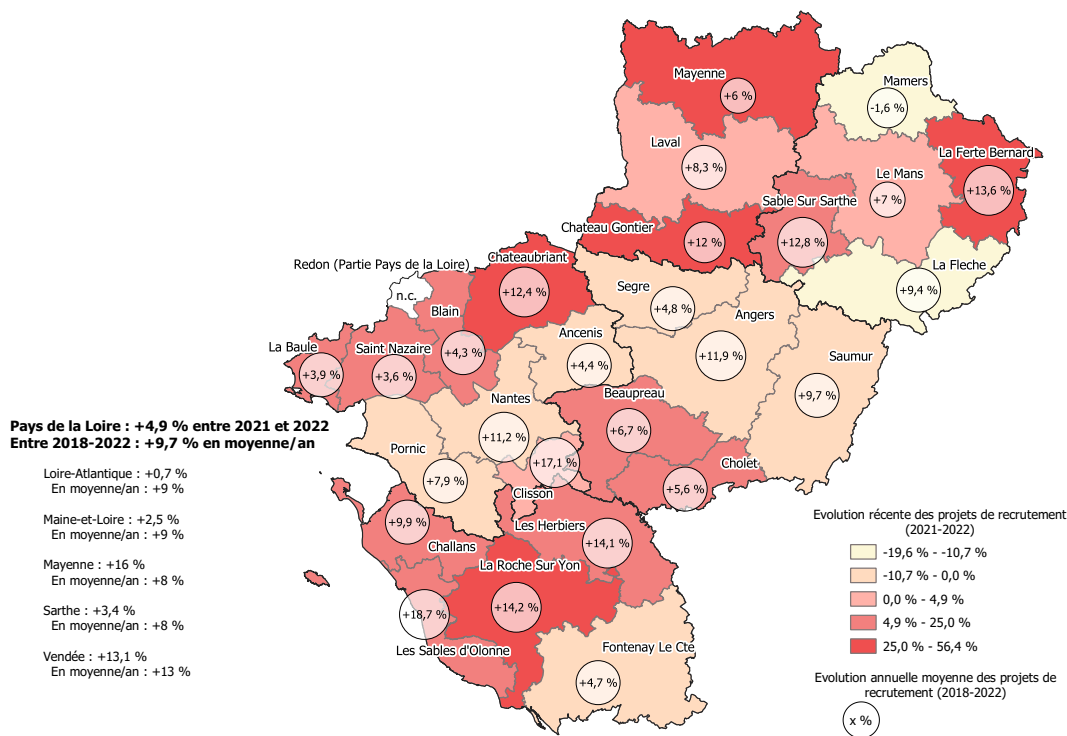 Mayenne
+6 %
Mamers
-1,6 %
Laval
+8,3 %
La Ferte Bernard
+13,6 %
Le Mans
+7 %
Sable Sur Sarthe
+12,8 %
Chateau Gontier
+12 %
La Fleche
+9,4 %
Redon (Partie Pays de la Loire)
n.c.
Chateaubriant
+12,4 %
Blain
+4,3 %
Segre
+4,8 %
Angers
+11,9 %
Ancenis
+4,4 %
Saumur
+9,7 %
La Baule
+3,9 %
Saint Nazaire
+3,6 %
Nantes
+11,2 %
Beaupreau
+6,7 %
Pornic
+7,9 %
+17,1 %
Clisson
Cholet
+5,6 %
+9,9 %
Challans
Les Herbiers
+14,1 %
La Roche Sur Yon
+14,2 %
+18,7 %
Les Sables d'Olonne
Fontenay Le Cte
+4,7 %
Pays de la Loire : +4,9 % entre 2021 et 2022
Entre 2018-2022 : +9,7 % en moyenne/an
Loire-Atlantique : +0,7 %
En moyenne/an : +9 %
Maine-et-Loire : +2,5 %
En moyenne/an : +9 %
Mayenne : +16 %
En moyenne/an : +8 %
Sarthe : +3,4 %
En moyenne/an : +8 %
Vendée : +13,1 %
En moyenne/an : +13 %
Evolution récente des projets de recrutement
(2021-2022)
-19,6 % - -10,7 %
-10,7 % - 0,0 %
0,0 % - 4,9 %
4,9 % - 25,0 %
25,0 % - 56,4 %
Evolution annuelle moyenne des projets de
recrutement (2018-2022)
x %